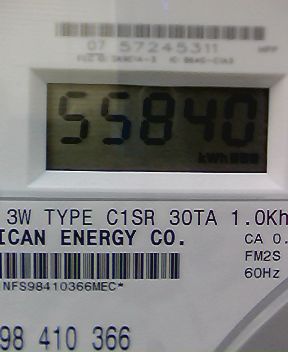 07 57245311
55840
kWh
3W TYPE C1SR 30TA 1.0Kh
ICAN ENERGY CO.
CA 0.
FM2S
60Hz
NFS98410366MEC*
98 410 366